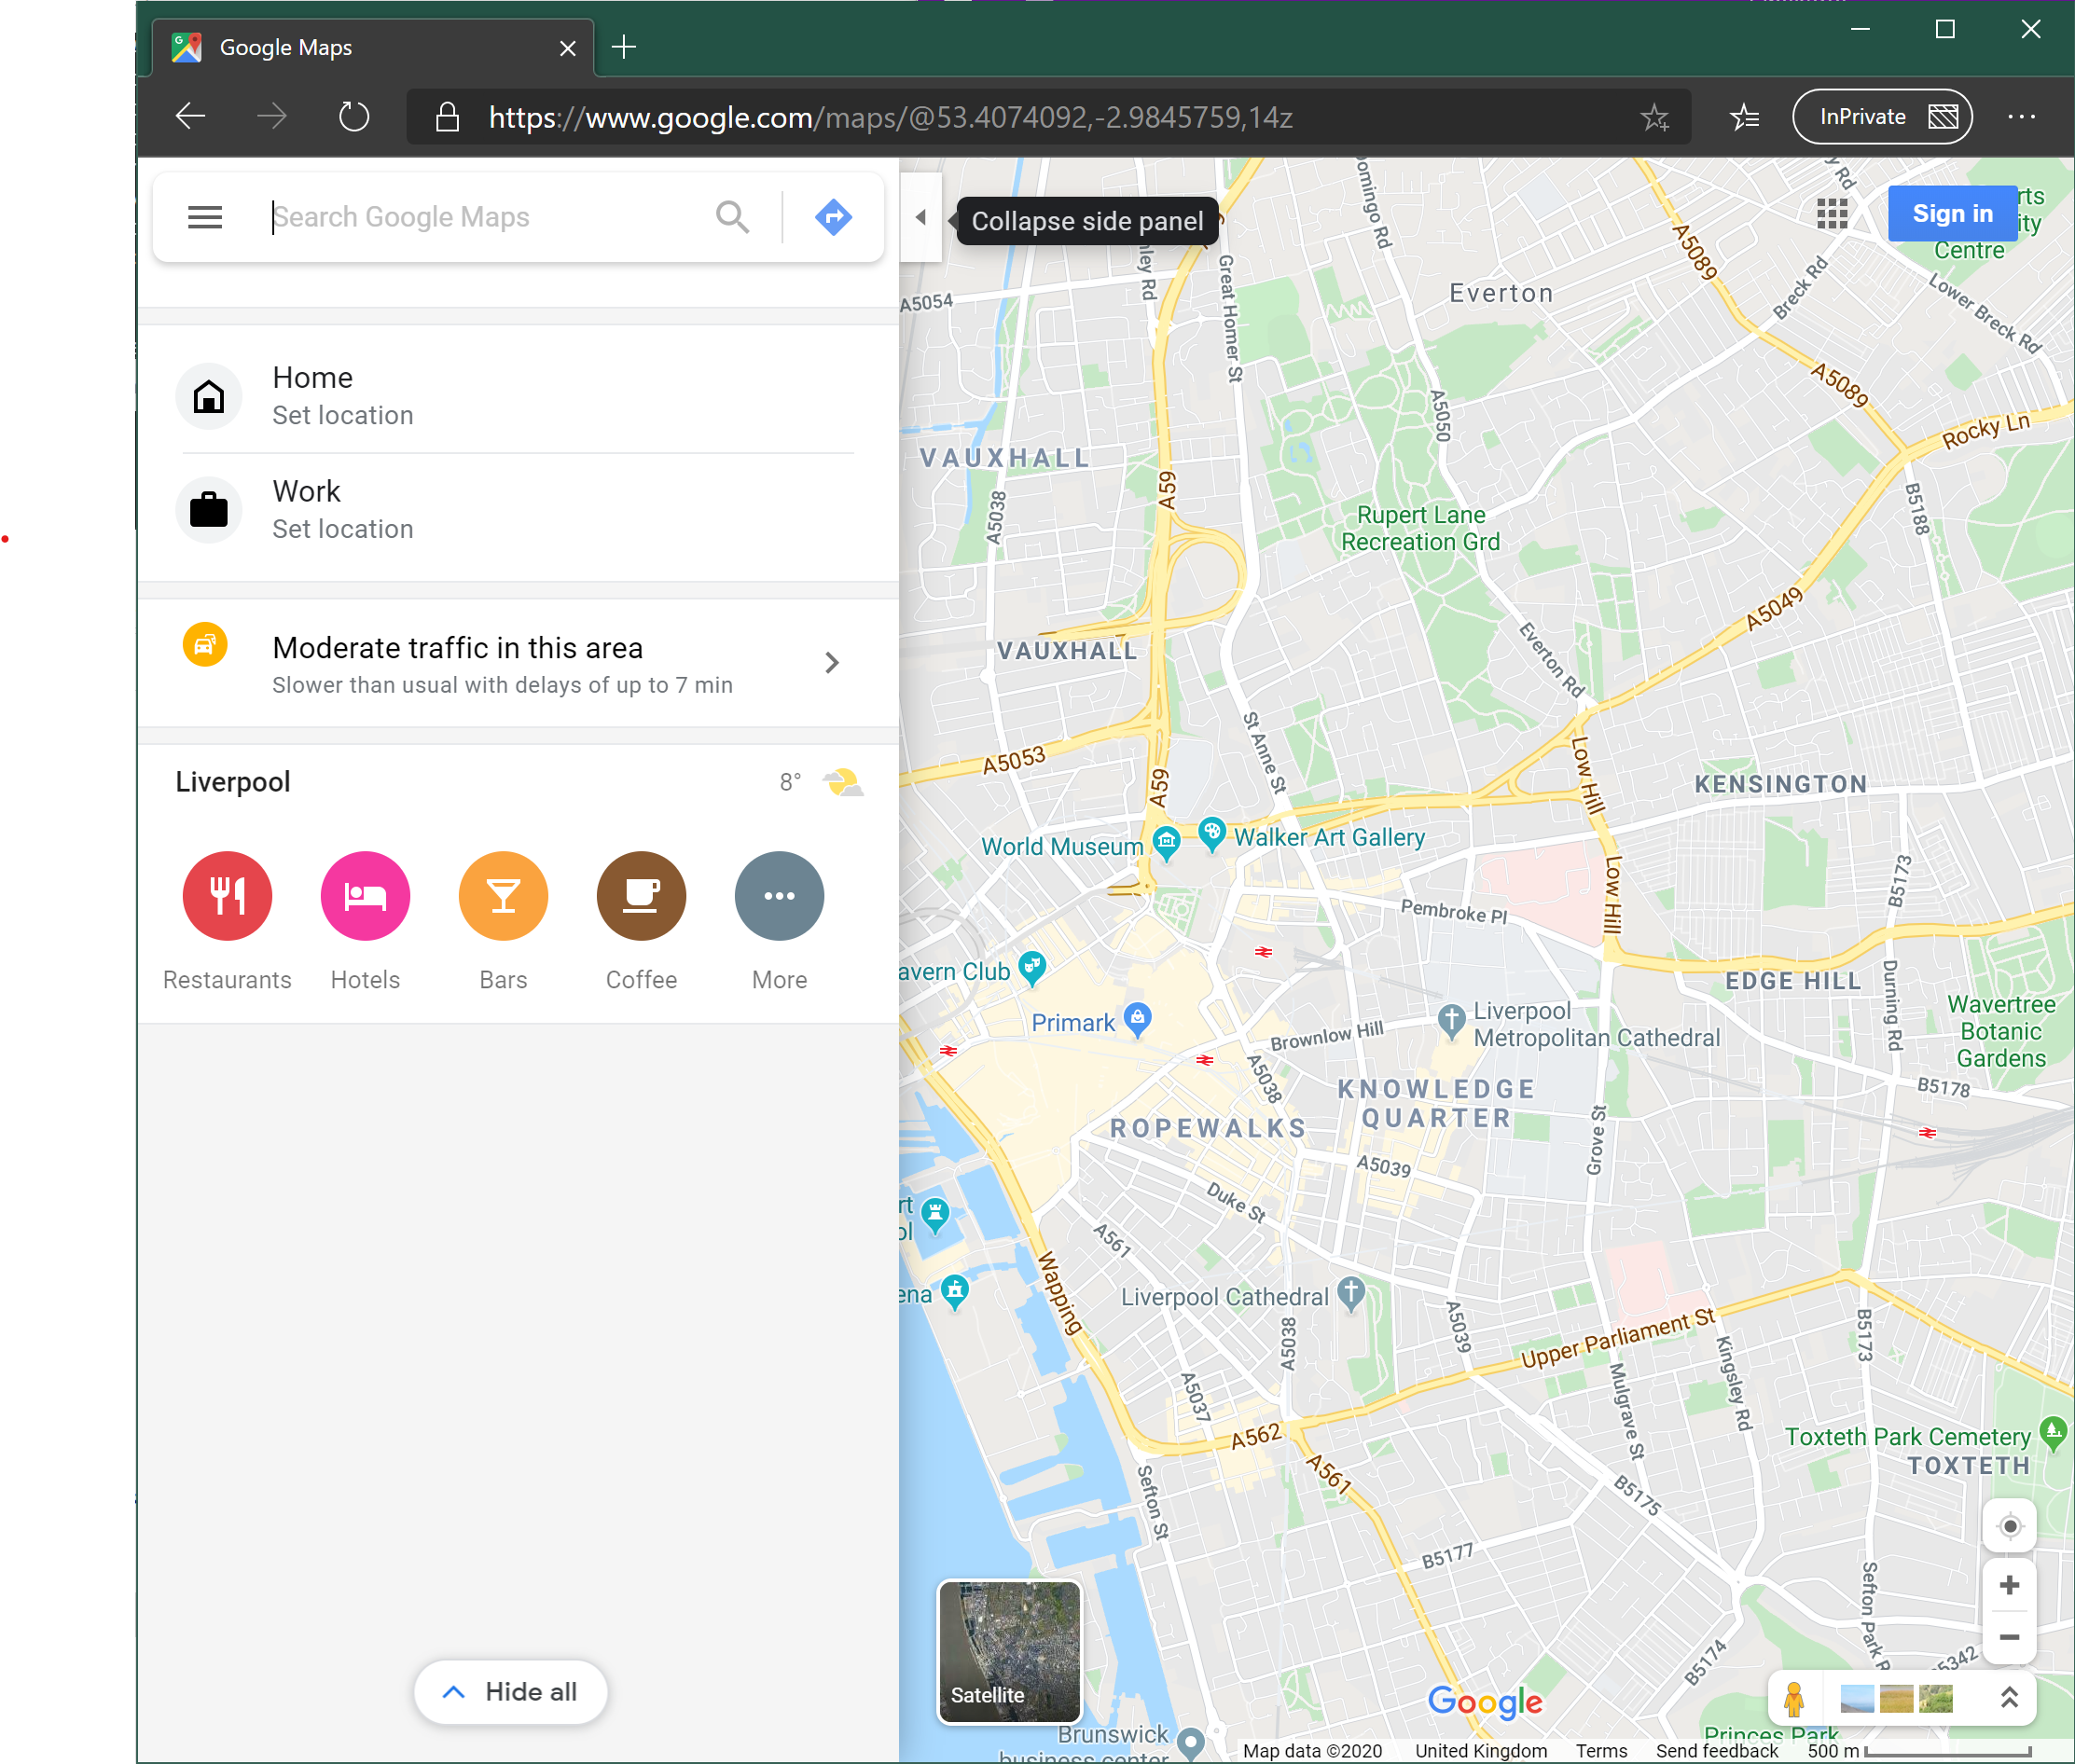 Google Maps
https://www.google.com/maps/@53.4074092,-2.9845759,14z
InPrivate
Search Google Maps
Collapse side panel
Sign in
Home
Set location
Work
Set location
Moderate traffic in this area
Slower than usual with delays of up to 7 min
Liverpool
8°
Restaurants
Hotels
Bars
Coffee
More
Hide all
A5054
Great Homer St
Everton
A5089
Breck Rd
Centre
Lower Breck Rd
A5089
Rocky Ln
A5050
VAUXHALL
A59
A5038
Rupert Lane
Recreation Grd
B5188
A5049
Everton Rd
VAUXHALL
St Anne St
A5053
A59
Low Hill
KENSINGTON
World Museum
Walker Art Gallery
Low Hill
B5173
Pembroke Pl
avern Club
EDGE HILL
Durning Rd
Wavertree
Botanic
Gardens
Primark
Liverpool
Metropolitan Cathedral
Brownlow Hill
A5038
KNOWLEDGE
QUARTER
B5178
ROPEWALKS
Grove St
A5039
Duke St
A561
Wapping
ena
Liverpool Cathedral
A5038
A5039
Upper Parliament St
B5173
Mulgrave St
Kingsley Rd
A5037
A562
Toxteth Park Cemetery
TOXTETH
A561
Sefton St
B5175
B5177
Sefton Park R
B5174
5342
Satellite
Google
Princes Park
Brunswick
business center
Map data ©2020
United Kingdom
Terms
Send feedback
500 m